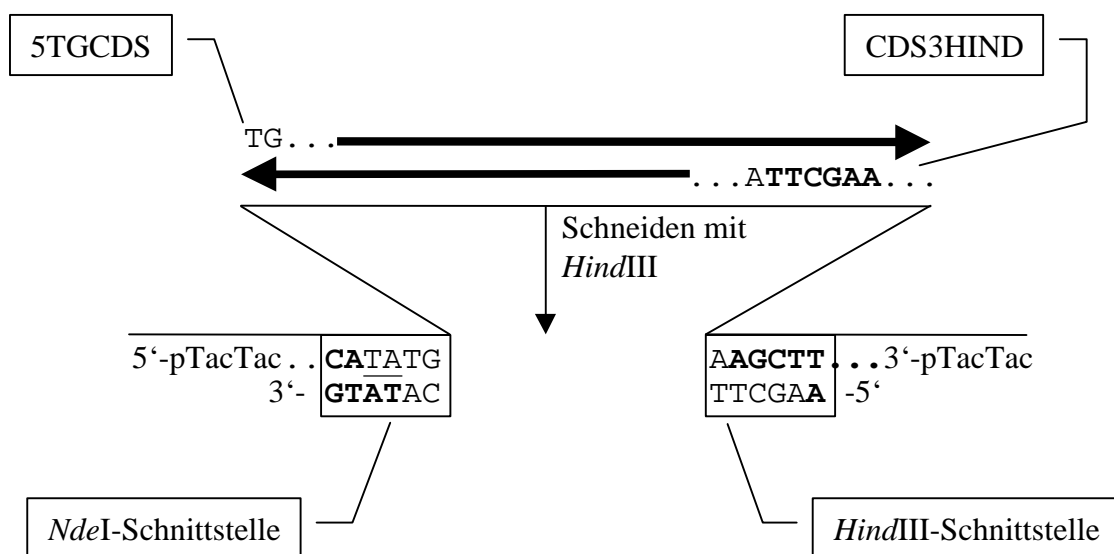 5TGCDS
CDS3HIND
TG...
...ATTCGAA...
Schneiden mit
HindIII
5‘-pTacTac..CATATG
3‘- GTATAC
AAGCTT...3‘-pTacTac
TTCGAA -5‘
NdeI-Schnittstelle
HindIII-Schnittstelle